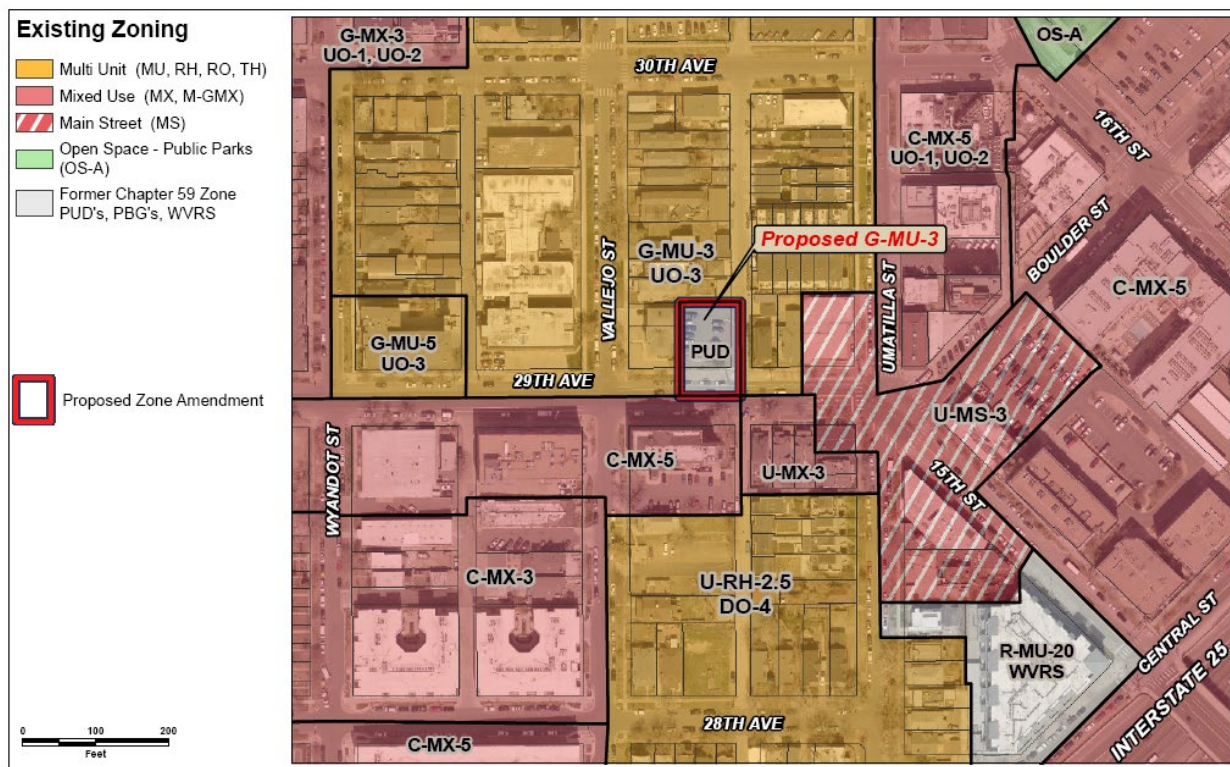 Existing Zoning
Multi Unit (MU, RH, RO, TH)
Mixed Use (MX, M-GMX)
Main Street (MS)
Open Space - Public Parks
(OS-A)
Former Chapter 59 Zone
PUD's, PBG's, WVRS
Proposed Zone Amendment
0 100 200
Feet
G-MX-3
UO-1, UO-2
30TH AVE
OS-A
16TH ST
C-MX-5
UO-1, UO-2
BOULDER ST
VALLEJO ST
G-MU-3
UO-3
Proposed G-MU-3
UMATILLA ST
C-MX-5
G-MU-5
UO-3
PUD
29TH AVE
U-MS-3
WYANDOT ST
C-MX-5
U-MX-3
15TH ST
C-MX-3
U-RH-2.5
DO-4
R-MU-20
WVRS
CENTRAL ST
INTERSTATE 25
28TH AVE
C-MX-5